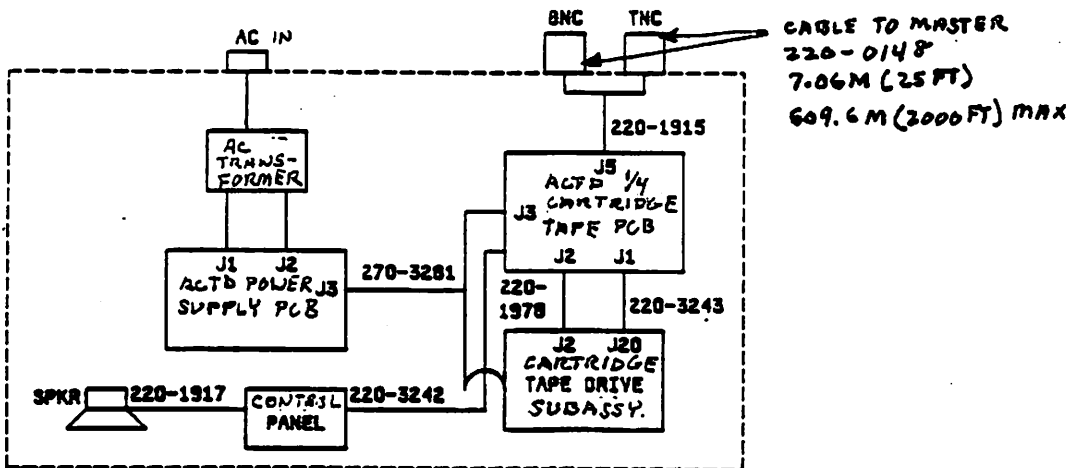 AC IN
BNC
TNC
CABLE TO MASTER
220-0148
7.06M (25 FT)
609.6 M (2000 FT) MAX
220-1915
AC
TRANS-
FORMER
J5
ACTD 1/4
CARTRIDGE
TAPE PCB
J3
J2 J1
J1 J2
ACTD POWER J3
SUPPLY PCB
270-3281
220-
1978
220-3243
J2 J20
CARTRIDGE
TAPE DRIVE
SUBASSY.
SPKR
220-1917
CONTROL
PANEL
220-3242